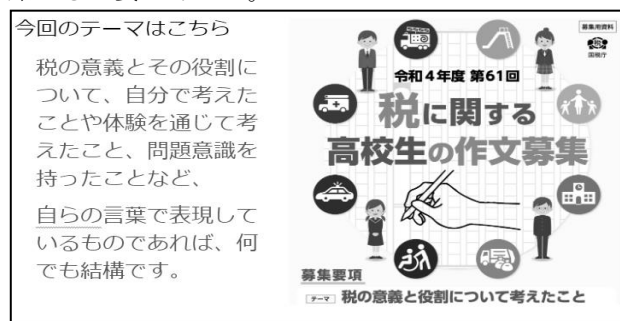 今回のテーマはこちら
税の意義とその役割に
ついて、自分で考えた
ことや体験を通じて考
えたこと、問題意識を
持ったことなど、
自らの言葉で表現して
いるものであれば、何
でも結構です。
募集用資料
税
国税庁
令和4年度 第61回
税に関する
高校生の作文募集
募集要項
テーマ 税の意義と役割について考えたこと